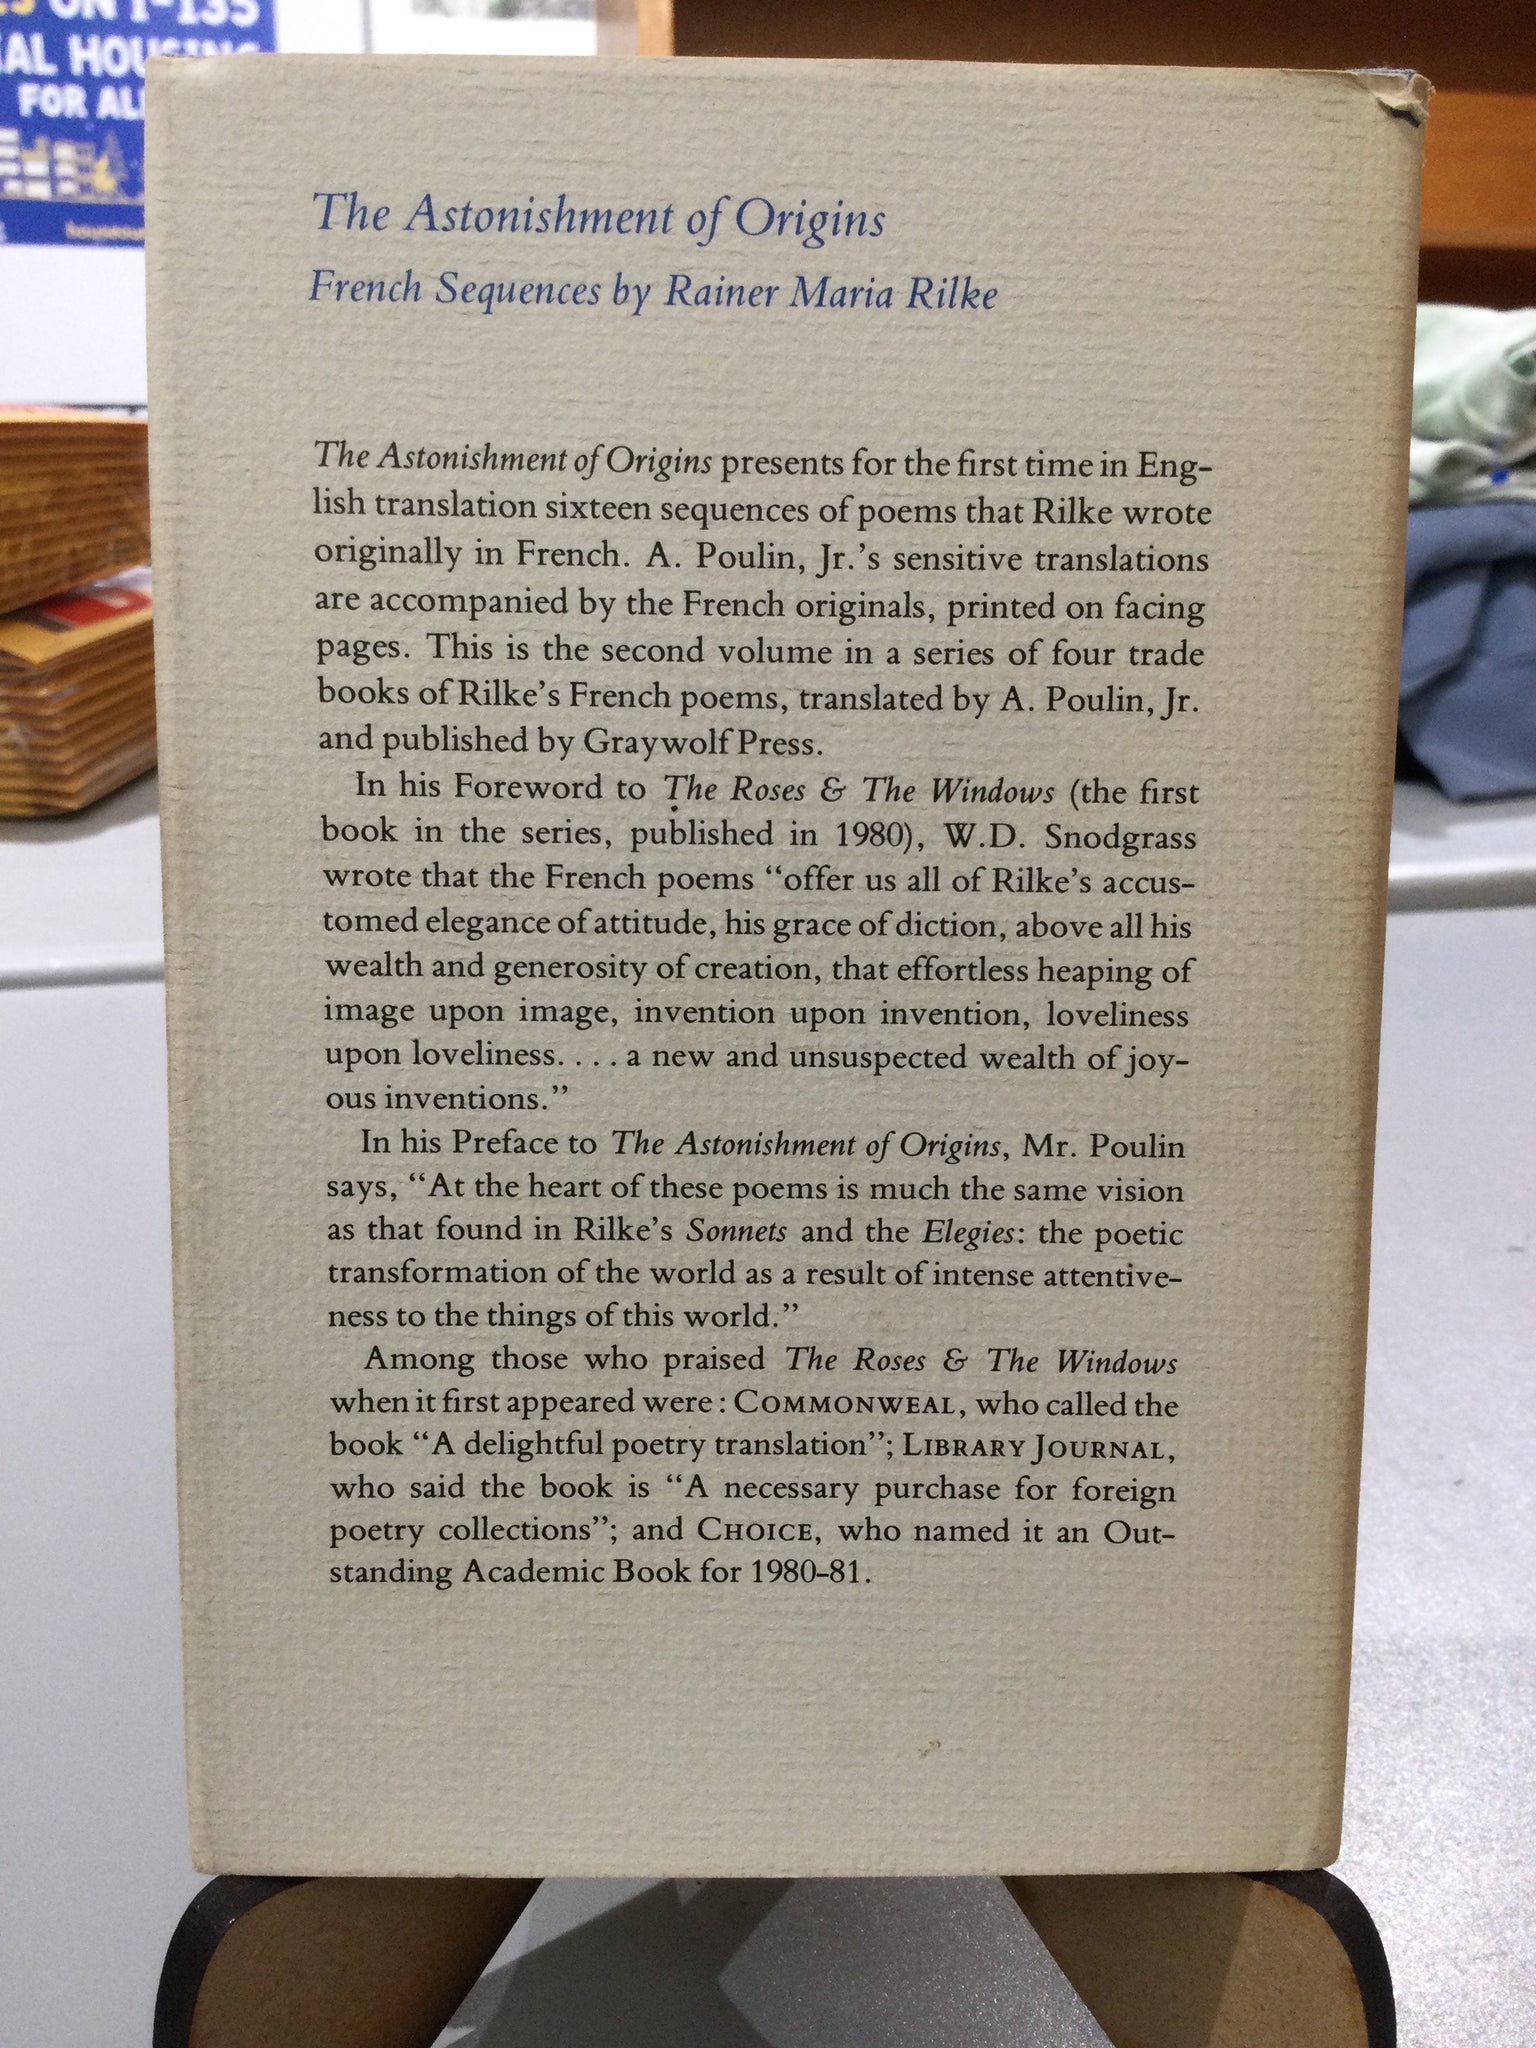 ON I-135
HOUSING
FOR
The Astonishment of Origins
French Sequences by Rainer Maria Rilke
The Astonishment of Origins presents for the first time in Eng-
lish translation sixteen sequences of poems that Rilke wrote
originally in French. A. Poulin, Jr.'s sensitive translations
are accompanied by the French originals, printed on facing
pages. This is the second volume in a series of four trade
books of Rilke's French poems, translated by A. Poulin, Jr.
and published by Graywolf Press.
In his Foreword to The Roses & The Windows (the first
book in the series, published in 1980), W.D. Snodgrass
wrote that the French poems “offer us all of Rilke's accus-
tomed elegance of attitude, his grace of diction, above all his
wealth and generosity of creation, that effortless heaping of
image upon image, invention upon invention, loveliness
upon loveliness. . . . a new and unsuspected wealth of joy-
ous inventions.”
In his Preface to The Astonishment of Origins, Mr. Poulin
says, “At the heart of these poems is much the same vision
as that found in Rilke's Sonnets and the Elegies: the poetic
transformation of the world as a result of intense attentive-
ness to the things of this world.”
Among those who praised The Roses & The Windows
when it first appeared were: COMMONWEAL, who called the
book “A delightful poetry translation”; LIBRARY JOURNAL,
who said the book is “A necessary purchase for foreign
poetry collections”; and CHOICE, who named it an Out-
standing Academic Book for 1980-81.